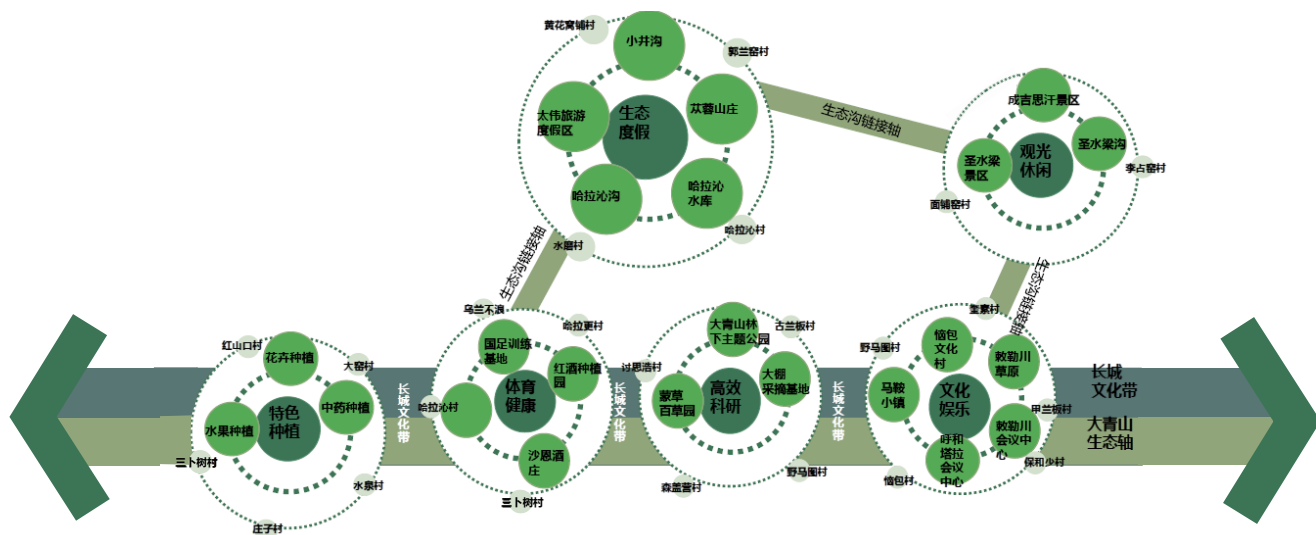 黄花窝铺村
小井沟
郭兰窑村
太伟旅游
度假区
生态
度假
苁蓉山庄
哈拉沁沟
哈拉沁
水库
水磨村
哈拉沁村
生态沟链接轴
成吉思汗景区
圣水梁
景区
观光
休闲
圣水梁沟
李占窑村
面铺窑村
生态沟链接轴
生态沟链接轴
红山口村
花卉种植
大窑村
特色
种植
中药种植
水果种植
三卜树村
水泉村
庄子村
长城文化带
乌兰不浪
哈拉更村
国足训练
基地
红酒种植
园
体育
健康
哈拉沁村
沙恩酒
庄
三卜树村
长城文化带
讨思浩村
古兰板村
大青山林
下主题公园
大棚
采摘基地
高效
科研
蒙草
百草园
森盖营村
野马图村
长城文化带
野马图村
奎素村
恼包
文化
村
敕勒川
草原
马鞍
小镇
文化
娱乐
敕勒川
会议中
心
呼和
塔拉
会议
中心
甲兰板村
保和少村
恼包村
长城
文化带
大青山
生态轴